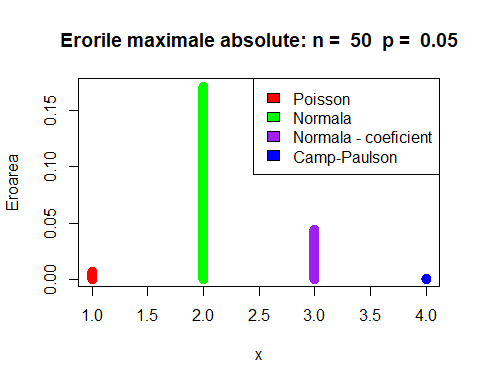 Erorile maximale absolute: n = 50 p = 0.05
Poisson
Normala
Normala - coeficient
Camp-Paulson
Eroarea
0.15
0.10
0.05
0.00
1.0 1.5 2.0 2.5 3.0 3.5 4.0
x